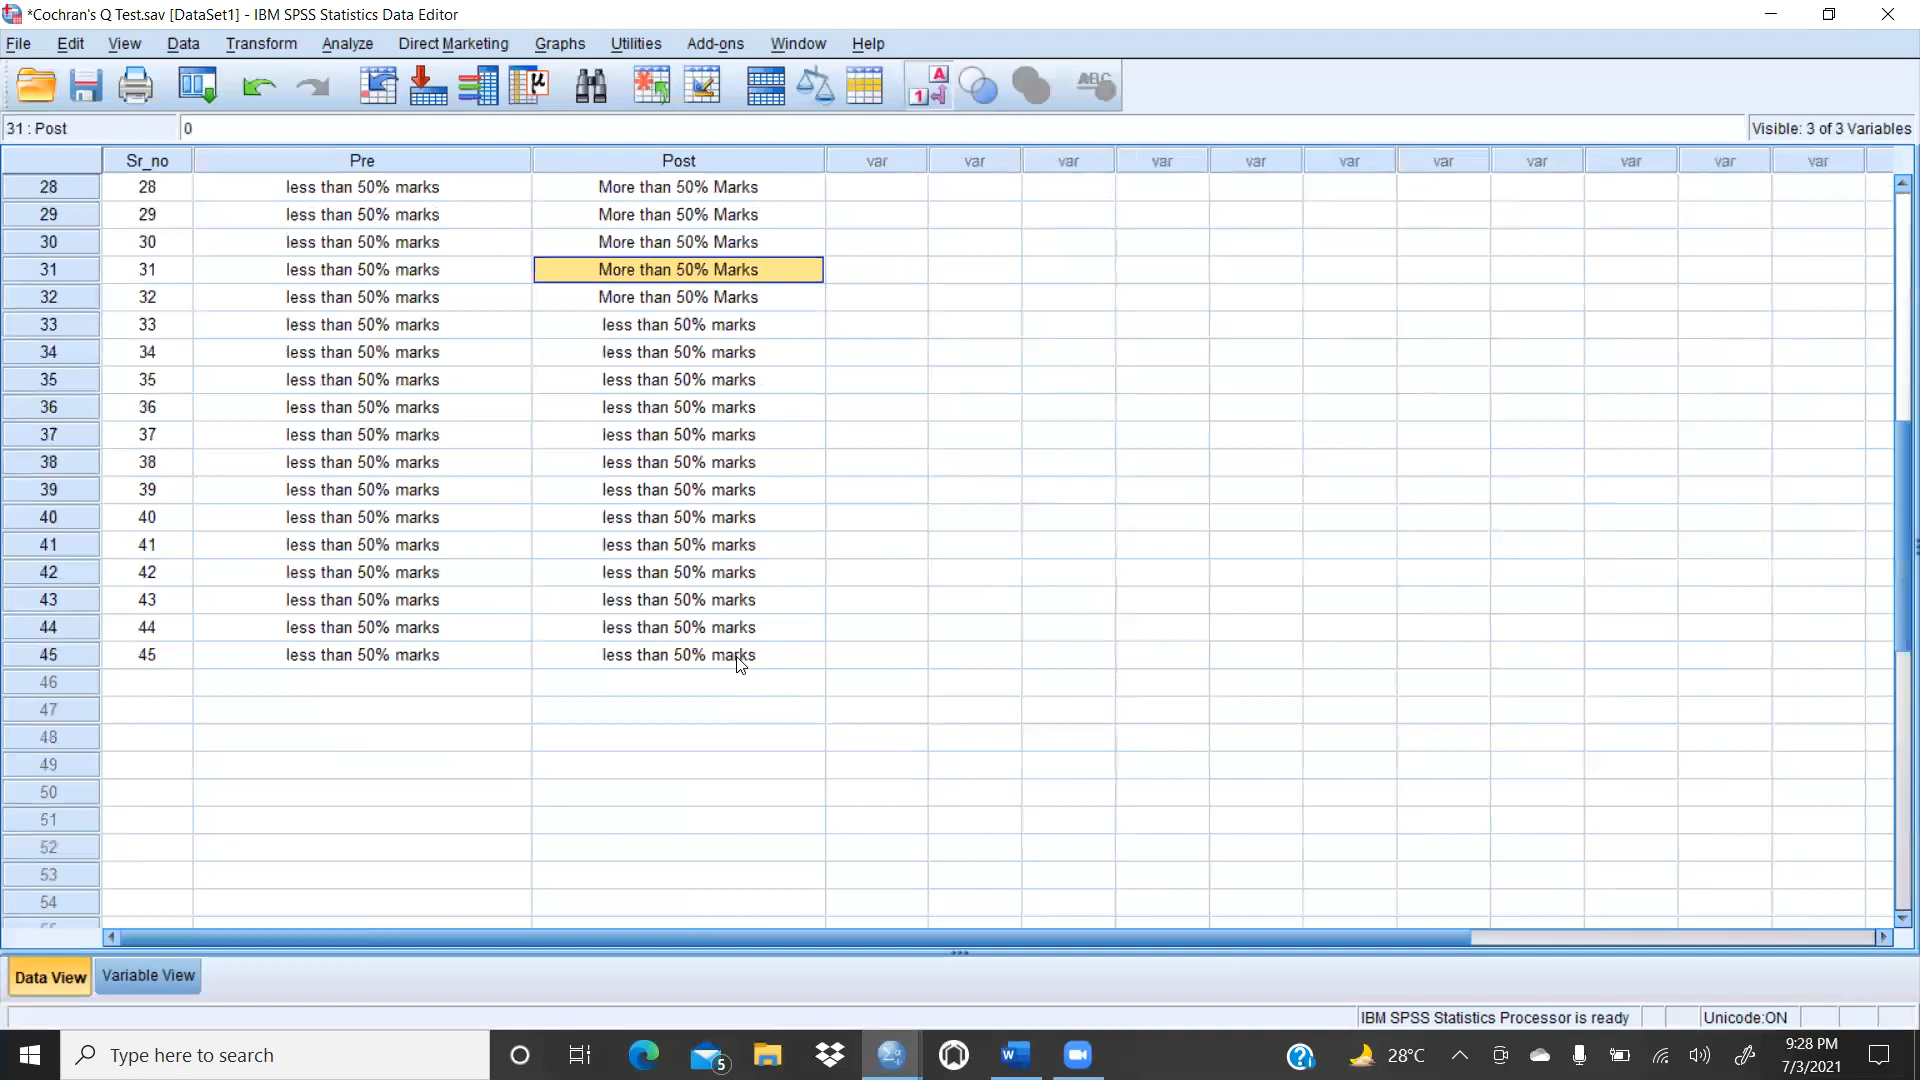 *Cochran's Q Test.sav [DataSet1] - IBM SPSS Statistics Data Editor
File Edit View Data Transform Analyze Direct Marketing Graphs Utilities Add-ons Window Help
31 : Post 0 Visible: 3 of 3 Variables
Sr_no Pre Post var var var var var var var var var var var
28 28 less than 50% marks More than 50% Marks
29 29 less than 50% marks More than 50% Marks
30 30 less than 50% marks More than 50% Marks
31 31 less than 50% marks More than 50% Marks
32 32 less than 50% marks More than 50% Marks
33 33 less than 50% marks less than 50% marks
34 34 less than 50% marks less than 50% marks
35 35 less than 50% marks less than 50% marks
36 36 less than 50% marks less than 50% marks
37 37 less than 50% marks less than 50% marks
38 38 less than 50% marks less than 50% marks
39 39 less than 50% marks less than 50% marks
40 40 less than 50% marks less than 50% marks
41 41 less than 50% marks less than 50% marks
42 42 less than 50% marks less than 50% marks
43 43 less than 50% marks less than 50% marks
44 44 less than 50% marks less than 50% marks
45 45 less than 50% marks less than 50% marks
46
47
48
49
50
51
52
53
54
Data View Variable View
IBM SPSS Statistics Processor is ready Unicode:ON
Type here to search 5 28°C 9:28 PM
7/3/2021